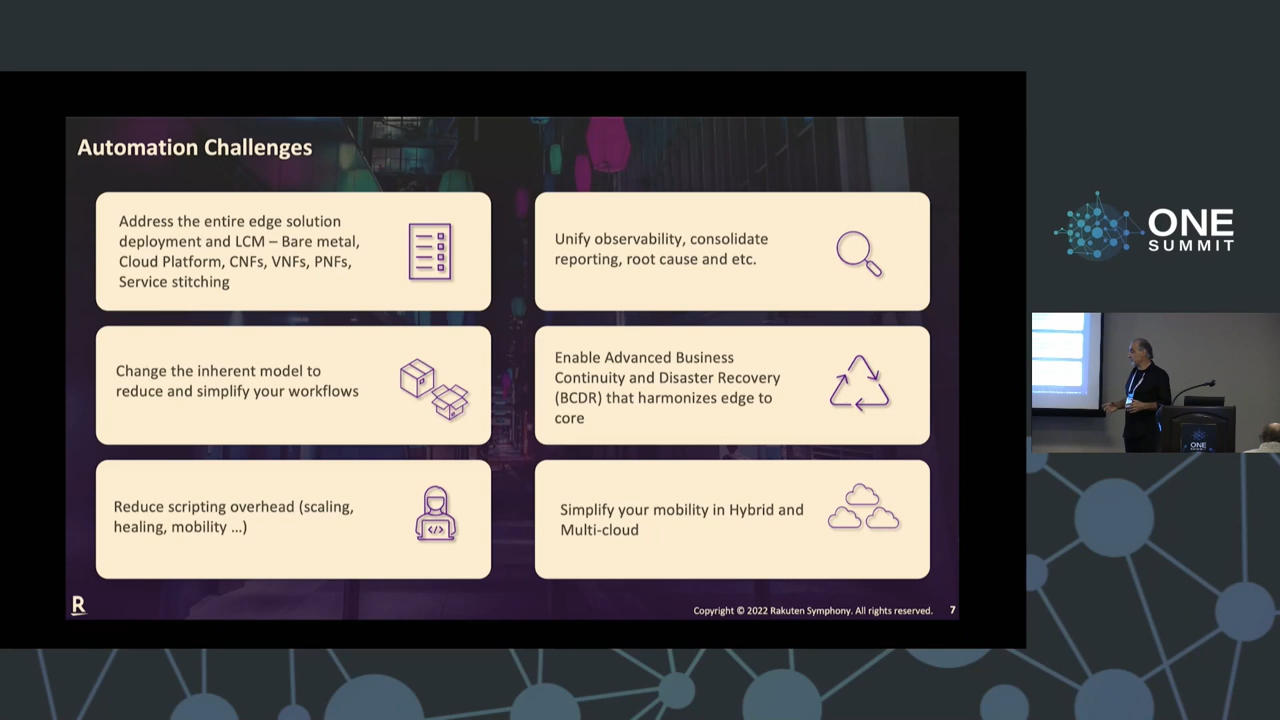 Automation Challenges
Address the entire edge solution
deployment and LCM – Bare metal,
Cloud Platform, CNFs, VNFs, PNFs,
Service stitching
Unify observability, consolidate
reporting, root cause and etc.
Change the inherent model to
reduce and simplify your workflows
Enable Advanced Business
Continuity and Disaster Recovery
(BCDR) that harmonizes edge to
core
Reduce scripting overhead (scaling,
healing, mobility ...)
</>
Simplify your mobility in Hybrid and
Multi-cloud
R
Copyright © 2022 Rakuten Symphony. All rights reserved. 7
ONE
SUMMIT
ONE
SUMMIT